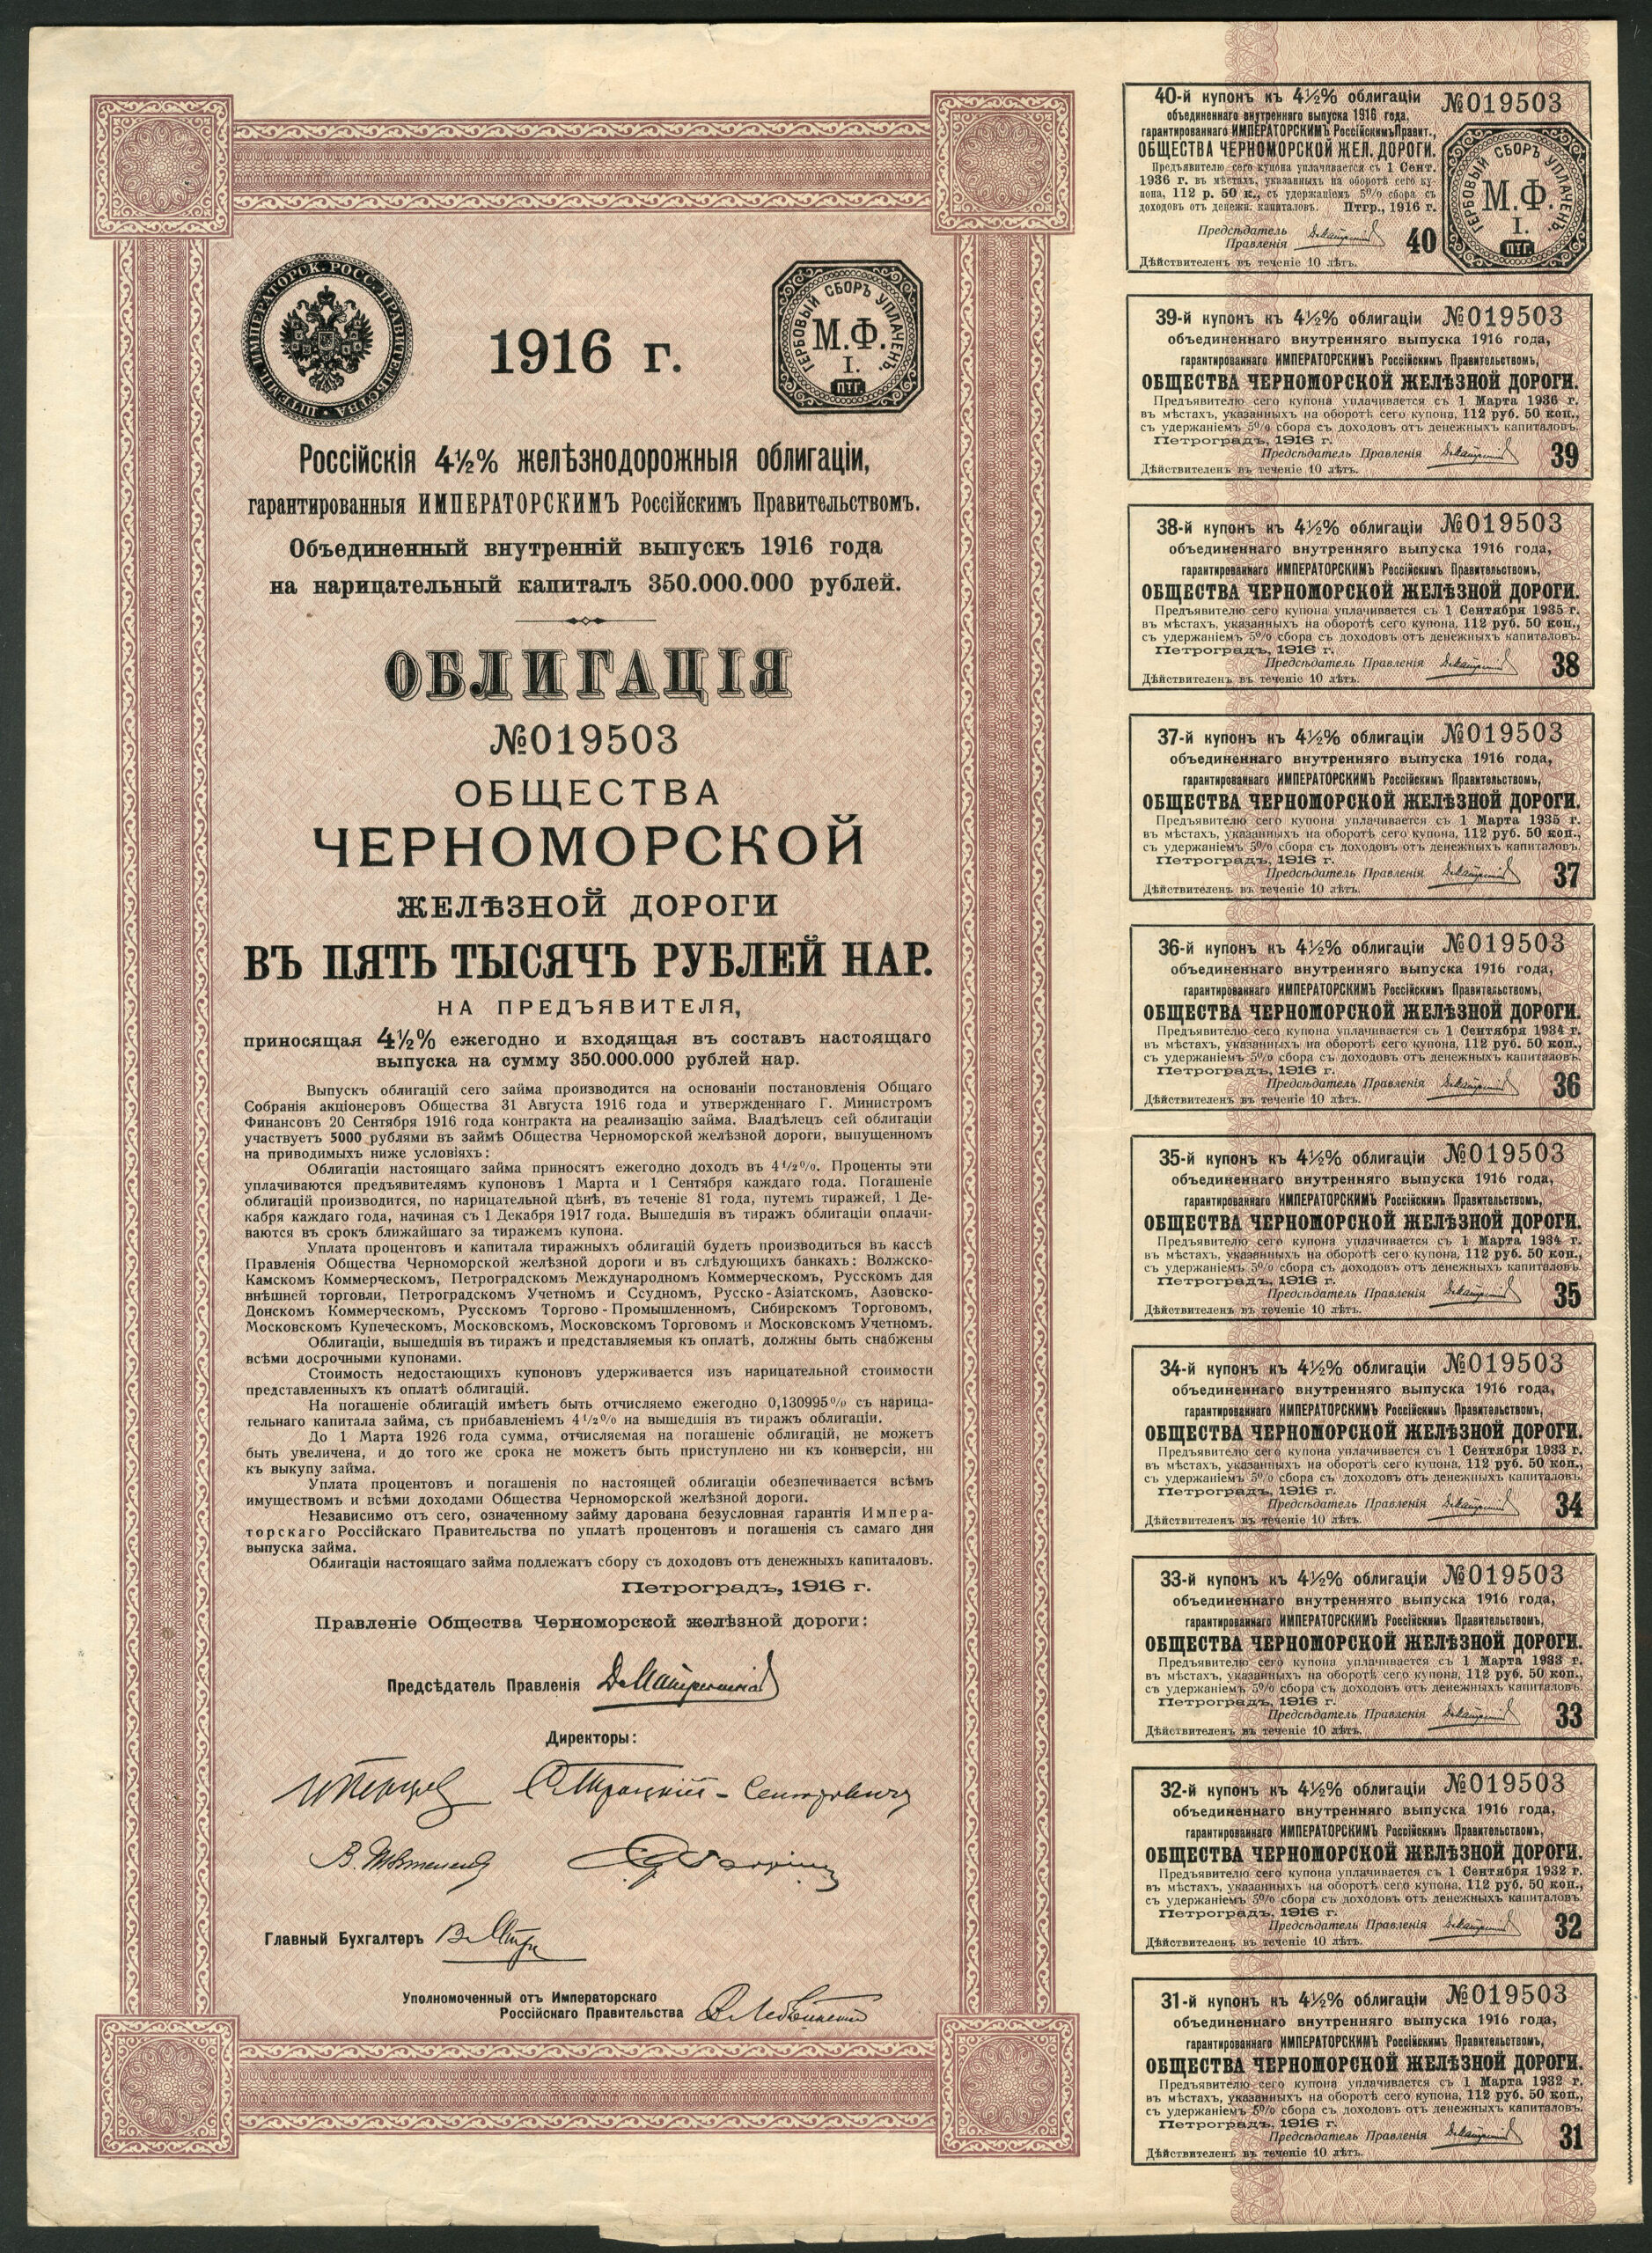 ШТЕМП. ИМПЕРАТОРСК. РОСС. ПРАВИТЕЛЬСТВА
1916 г.
ГЕРБОВЫЙ СБОРЪ УПЛАЧЕНЪ.
М.Ф.
I.
ПТГ.
Россійскія 4½% желѣзнодорожныя облигаціи,
гарантированныя ИМПЕРАТОРСКИМЪ Россійскимъ Правительствомъ.
Объединенный внутренній выпускъ 1916 года
на нарицательный капиталъ 350.000.000 рублей.
ОБЛИГАЦІЯ
№019503
ОБЩЕСТВА
ЧЕРНОМОРСКОЙ
ЖЕЛѢЗНОЙ ДОРОГИ
ВЪ ПЯТЬ ТЫСЯЧЪ РУБЛЕЙ НАР.
НА ПРЕДЪЯВИТЕЛЯ,
приносящая 4½% ежегодно и входящая въ составъ настоящаго
выпуска на сумму 350.000.000 рублей нар.
Выпускъ облигацій сего займа производится на основаніи постановленія Общаго
Собранія акціонеровъ Общества 31 Августа 1916 года и утвержденнаго Г. Министромъ
Финансовъ 20 Сентября 1916 года контракта на реализацію займа. Владѣлецъ сей облигаціи
участвуетъ 5000 рублями въ займѣ Общества Черноморской желѣзной дороги, выпущенномъ
на приводимыхъ ниже условіяхъ:
Облигаціи настоящаго займа приносятъ ежегодно доходъ въ 4½%. Проценты эти
уплачиваются предъявителямъ купоновъ 1 Марта и 1 Сентября каждаго года. Погашеніе
облигацій производится, по нарицательной цѣнѣ, въ теченіе 81 года, путемъ тиражей, 1 Де-
кабря каждаго года, начиная съ 1 Декабря 1917 года. Вышедшія въ тиражъ облигаціи оплачи-
ваются въ срокъ ближайшаго за тиражемъ купона.
Уплата процентовъ и капитала тиражныхъ облигацій будетъ производиться въ кассѣ
Правленія Общества Черноморской желѣзной дороги и въ слѣдующихъ банкахъ: Волжско-
Камскомъ Коммерческомъ, Петроградскомъ Международномъ Коммерческомъ, Русскомъ для
внѣшней торговли, Петроградскомъ Учетномъ и Ссудномъ, Русско-Азіатскомъ, Азовско-
Донскомъ Коммерческомъ, Русскомъ Торгово-Промышленномъ, Сибирскомъ Торговомъ,
Московскомъ Купеческомъ, Московскомъ, Московскомъ Торговомъ и Московскомъ Учетномъ.
Облигаціи, вышедшія въ тиражъ и представляемыя къ оплатѣ, должны быть снабжены
всѣми досрочными купонами.
Стоимость недостающихъ купоновъ удерживается изъ нарицательной стоимости
представленныхъ къ оплатѣ облигацій.
На погашеніе облигацій имѣетъ быть отчисляемо ежегодно 0,130995% съ нарица-
тельнаго капитала займа, съ прибавленіемъ 4½% на вышедшія въ тиражъ облигаціи.
До 1 Марта 1926 года сумма, отчисляемая на погашеніе облигацій, не можетъ
быть увеличена, и до того же срока не можетъ быть приступлено ни къ конверсіи, ни
къ выкупу займа.
Уплата процентовъ и погашенія по настоящей облигаціи обезпечивается всѣмъ
имуществомъ и всѣми доходами Общества Черноморской желѣзной дороги.
Независимо отъ сего, означенному займу дарована безусловная гарантія Импера-
торскаго Россійскаго Правительства по уплатѣ процентовъ и погашенія съ самаго дня
выпуска займа.
Облигаціи настоящаго займа подлежатъ сбору съ доходовъ отъ денежныхъ капиталовъ.
Петроградъ, 1916 г.
Правленіе Общества Черноморской желѣзной дороги:
Предсѣдатель Правленія
Директоры:
Главный Бухгалтеръ
Уполномоченный отъ Императорскаго
Россійскаго Правительства
40-й купонъ къ 4½% облигаціи №019503
объединеннаго внутренняго выпуска 1916 года,
гарантированнаго ИМПЕРАТОРСКИМЪ Россійскимъ Правит.,
ОБЩЕСТВА ЧЕРНОМОРСКОЙ ЖЕЛ. ДОРОГИ.
Предъявителю сего купона уплачивается съ 1 Сент.
1936 г. въ мѣстахъ, указанныхъ на оборотѣ сего ку-
пона, 112 р. 50 к., съ удержаніемъ 5% сбора съ
доходовъ отъ денежн. капиталовъ. Птгр., 1916 г.
Предсѣдатель
Правленія
40
Дѣйствителенъ въ теченіе 10 лѣтъ.
ГЕРБОВЫЙ СБОРЪ УПЛАЧЕНЪ.
М.Ф.
I.
ПТГ.
39-й купонъ къ 4½% облигаціи №019503
объединеннаго внутренняго выпуска 1916 года,
гарантированнаго ИМПЕРАТОРСКИМЪ Россійскимъ Правительствомъ,
ОБЩЕСТВА ЧЕРНОМОРСКОЙ ЖЕЛѢЗНОЙ ДОРОГИ.
Предъявителю сего купона уплачивается съ 1 Марта 1936 г.
въ мѣстахъ, указанныхъ на оборотѣ сего купона, 112 руб. 50 коп.,
съ удержаніемъ 5% сбора съ доходовъ отъ денежныхъ капиталовъ.
Петроградъ, 1916 г.
Предсѣдатель Правленія
39
Дѣйствителенъ въ теченіе 10 лѣтъ.
38-й купонъ къ 4½% облигаціи №019503
объединеннаго внутренняго выпуска 1916 года,
гарантированнаго ИМПЕРАТОРСКИМЪ Россійскимъ Правительствомъ,
ОБЩЕСТВА ЧЕРНОМОРСКОЙ ЖЕЛѢЗНОЙ ДОРОГИ.
Предъявителю сего купона уплачивается съ 1 Сентября 1935 г.
въ мѣстахъ, указанныхъ на оборотѣ сего купона, 112 руб. 50 коп.,
съ удержаніемъ 5% сбора съ доходовъ отъ денежныхъ капиталовъ.
Петроградъ, 1916 г.
Предсѣдатель Правленія
38
Дѣйствителенъ въ теченіе 10 лѣтъ.
37-й купонъ къ 4½% облигаціи №019503
объединеннаго внутренняго выпуска 1916 года,
гарантированнаго ИМПЕРАТОРСКИМЪ Россійскимъ Правительствомъ,
ОБЩЕСТВА ЧЕРНОМОРСКОЙ ЖЕЛѢЗНОЙ ДОРОГИ.
Предъявителю сего купона уплачивается съ 1 Марта 1935 г.
въ мѣстахъ, указанныхъ на оборотѣ сего купона, 112 руб. 50 коп.,
съ удержаніемъ 5% сбора съ доходовъ отъ денежныхъ капиталовъ.
Петроградъ, 1916 г.
Предсѣдатель Правленія
37
Дѣйствителенъ въ теченіе 10 лѣтъ.
36-й купонъ къ 4½% облигаціи №019503
объединеннаго внутренняго выпуска 1916 года,
гарантированнаго ИМПЕРАТОРСКИМЪ Россійскимъ Правительствомъ,
ОБЩЕСТВА ЧЕРНОМОРСКОЙ ЖЕЛѢЗНОЙ ДОРОГИ.
Предъявителю сего купона уплачивается съ 1 Сентября 1934 г.
въ мѣстахъ, указанныхъ на оборотѣ сего купона, 112 руб. 50 коп.,
съ удержаніемъ 5% сбора съ доходовъ отъ денежныхъ капиталовъ.
Петроградъ, 1916 г.
Предсѣдатель Правленія
36
Дѣйствителенъ въ теченіе 10 лѣтъ.
35-й купонъ къ 4½% облигаціи №019503
объединеннаго внутренняго выпуска 1916 года,
гарантированнаго ИМПЕРАТОРСКИМЪ Россійскимъ Правительствомъ,
ОБЩЕСТВА ЧЕРНОМОРСКОЙ ЖЕЛѢЗНОЙ ДОРОГИ.
Предъявителю сего купона уплачивается съ 1 Марта 1934 г.
въ мѣстахъ, указанныхъ на оборотѣ сего купона, 112 руб. 50 коп.,
съ удержаніемъ 5% сбора съ доходовъ отъ денежныхъ капиталовъ.
Петроградъ, 1916 г.
Предсѣдатель Правленія
35
Дѣйствителенъ въ теченіе 10 лѣтъ.
34-й купонъ къ 4½% облигаціи №019503
объединеннаго внутренняго выпуска 1916 года,
гарантированнаго ИМПЕРАТОРСКИМЪ Россійскимъ Правительствомъ,
ОБЩЕСТВА ЧЕРНОМОРСКОЙ ЖЕЛѢЗНОЙ ДОРОГИ.
Предъявителю сего купона уплачивается съ 1 Сентября 1933 г.
въ мѣстахъ, указанныхъ на оборотѣ сего купона, 112 руб. 50 коп.,
съ удержаніемъ 5% сбора съ доходовъ отъ денежныхъ капиталовъ.
Петроградъ, 1916 г.
Предсѣдатель Правленія
34
Дѣйствителенъ въ теченіе 10 лѣтъ.
33-й купонъ къ 4½% облигаціи №019503
объединеннаго внутренняго выпуска 1916 года,
гарантированнаго ИМПЕРАТОРСКИМЪ Россійскимъ Правительствомъ,
ОБЩЕСТВА ЧЕРНОМОРСКОЙ ЖЕЛѢЗНОЙ ДОРОГИ.
Предъявителю сего купона уплачивается съ 1 Марта 1933 г.
въ мѣстахъ, указанныхъ на оборотѣ сего купона, 112 руб. 50 коп.,
съ удержаніемъ 5% сбора съ доходовъ отъ денежныхъ капиталовъ.
Петроградъ, 1916 г.
Предсѣдатель Правленія
33
Дѣйствителенъ въ теченіе 10 лѣтъ.
32-й купонъ къ 4½% облигаціи №019503
объединеннаго внутренняго выпуска 1916 года,
гарантированнаго ИМПЕРАТОРСКИМЪ Россійскимъ Правительствомъ,
ОБЩЕСТВА ЧЕРНОМОРСКОЙ ЖЕЛѢЗНОЙ ДОРОГИ.
Предъявителю сего купона уплачивается съ 1 Сентября 1932 г.
въ мѣстахъ, указанныхъ на оборотѣ сего купона, 112 руб. 50 коп.,
съ удержаніемъ 5% сбора съ доходовъ отъ денежныхъ капиталовъ.
Петроградъ, 1916 г.
Предсѣдатель Правленія
32
Дѣйствителенъ въ теченіе 10 лѣтъ.
31-й купонъ къ 4½% облигаціи №019503
объединеннаго внутренняго выпуска 1916 года,
гарантированнаго ИМПЕРАТОРСКИМЪ Россійскимъ Правительствомъ,
ОБЩЕСТВА ЧЕРНОМОРСКОЙ ЖЕЛѢЗНОЙ ДОРОГИ.
Предъявителю сего купона уплачивается съ 1 Марта 1932 г.
въ мѣстахъ, указанныхъ на оборотѣ сего купона, 112 руб. 50 коп.,
съ удержаніемъ 5% сбора съ доходовъ отъ денежныхъ капиталовъ.
Петроградъ, 1916 г.
Предсѣдатель Правленія
31
Дѣйствителенъ въ теченіе 10 лѣтъ.